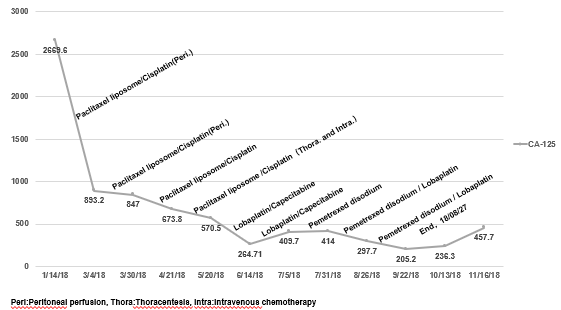 3000
2500
2000
1500
1000
500
0
2669.6
893.2
847
673.8
570.5
264.71
409.7
414
297.7
205.2
236.3
457.7
Paclitaxel liposome/Cisplatin(Peri.)
Paclitaxel liposome/Cisplatin(Peri.)
Paclitaxel liposome/Cisplatin
Paclitaxel liposome /Cisplatin (Thora. and Intra.)
Lobaplatin/Capecitabine
Lobaplatin/Capecitabine
Pemetrexed disodium
Pemetrexed disodium / Lobaplatin
Pemetrexed disodium / Lobaplatin
End, 18/08/27
CA-125
1/14/18 3/4/18 3/30/18 4/21/18 5/20/18 6/14/18 7/5/18 7/31/18 8/26/18 9/22/18 10/13/18 11/16/18
Peri:Peritoneal perfusion, Thora:Thoracentesis, Intra:Intravenous chemotherapy